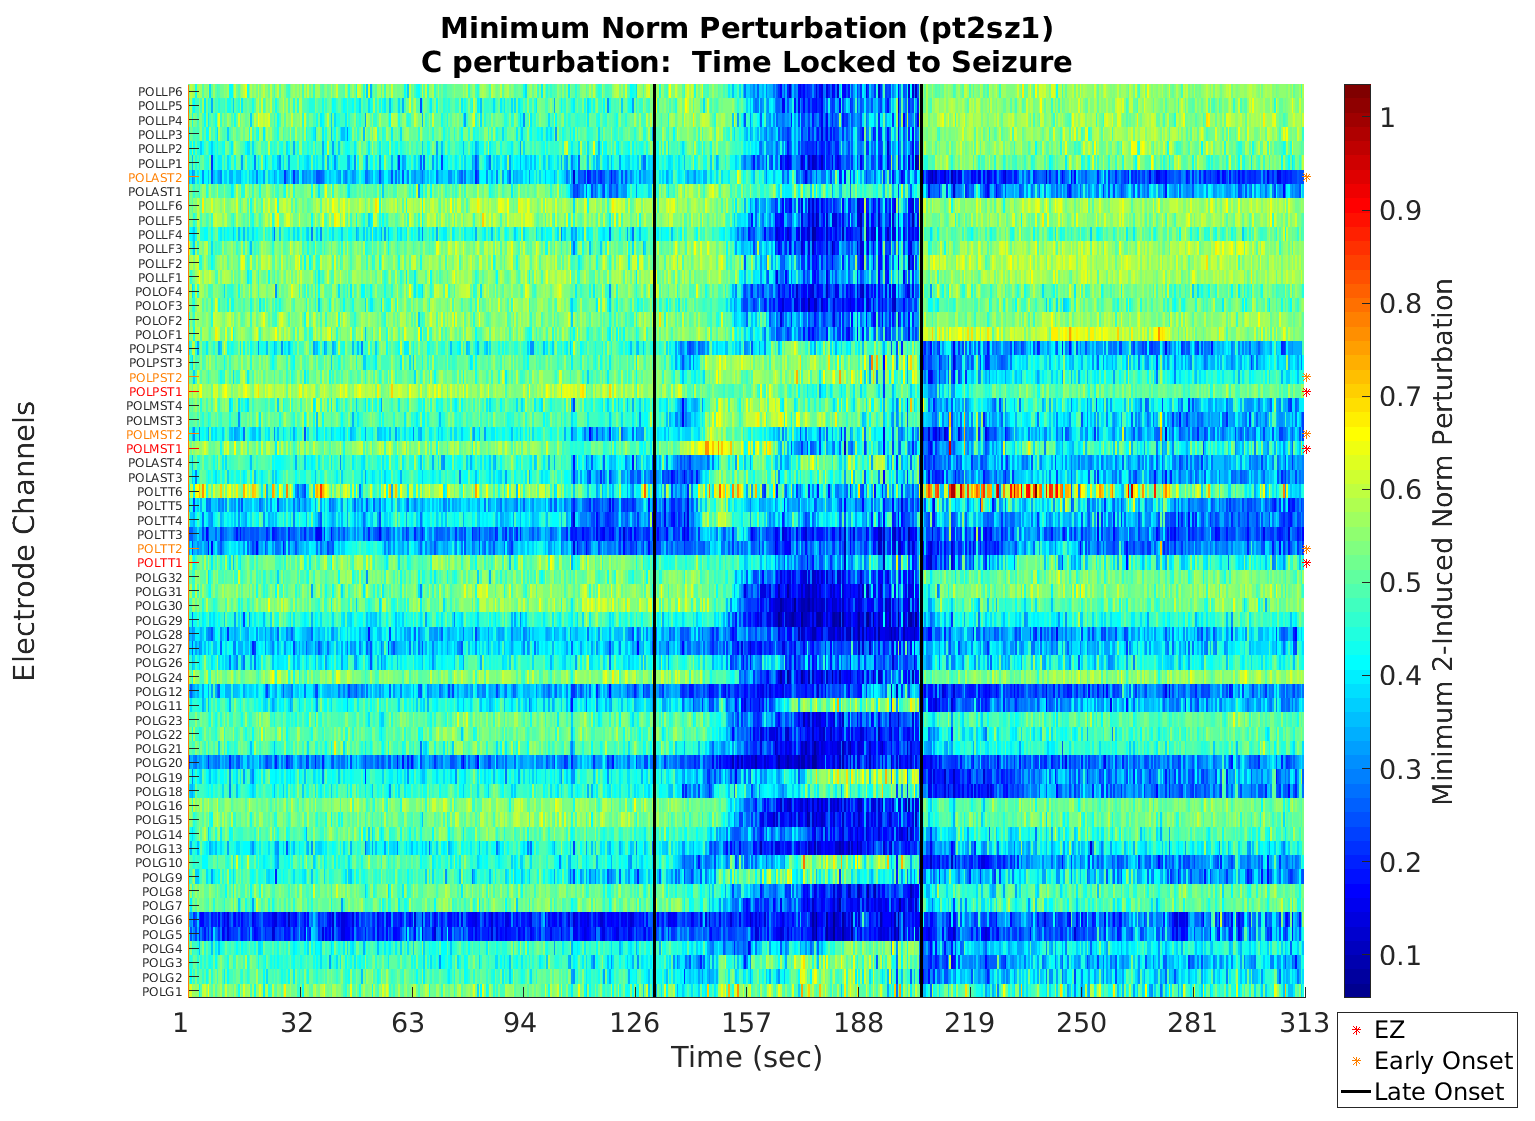 Minimum Norm Perturbation (pt2sz1)
C perturbation:  Time Locked to Seizure
Electrode Channels
POLLP6
POLLP5
POLLP4
POLLP3
POLLP2
POLLP1
POLAST2
POLAST1
POLLF6
POLLF5
POLLF4
POLLF3
POLLF2
POLLF1
POLOF4
POLOF3
POLOF2
POLOF1
POLPST4
POLPST3
POLPST2
POLPST1
POLMST4
POLMST3
POLMST2
POLMST1
POLAST4
POLAST3
POLTT6
POLTT5
POLTT4
POLTT3
POLTT2
POLTT1
POLG32
POLG31
POLG30
POLG29
POLG28
POLG27
POLG26
POLG24
POLG12
POLG11
POLG23
POLG22
POLG21
POLG20
POLG19
POLG18
POLG16
POLG15
POLG14
POLG13
POLG10
POLG9
POLG8
POLG7
POLG6
POLG5
POLG4
POLG3
POLG2
POLG1
1 32 63 94 126 157 188 219 250 281 313
Time (sec)
1
0.9
0.8
0.7
0.6
0.5
0.4
0.3
0.2
0.1
Minimum 2-Induced Norm Perturbation
EZ
Early Onset
Late Onset